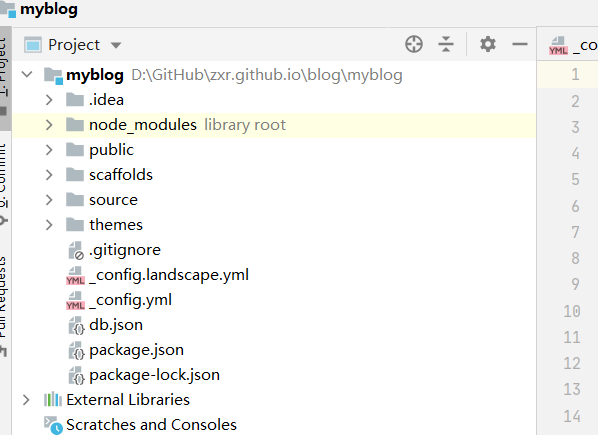 myblog
Project
_co
myblog D:\GitHub\zxr.github.io\blog\myblog
.idea
node_modules library root
public
scaffolds
source
themes
.gitignore
_config.landscape.yml
_config.yml
db.json
package.json
package-lock.json
External Libraries
Scratches and Consoles
1: Project
Commit
Pull Requests
YML
1
2
3
4
5
6
7
8
9
10
11
12
13
14